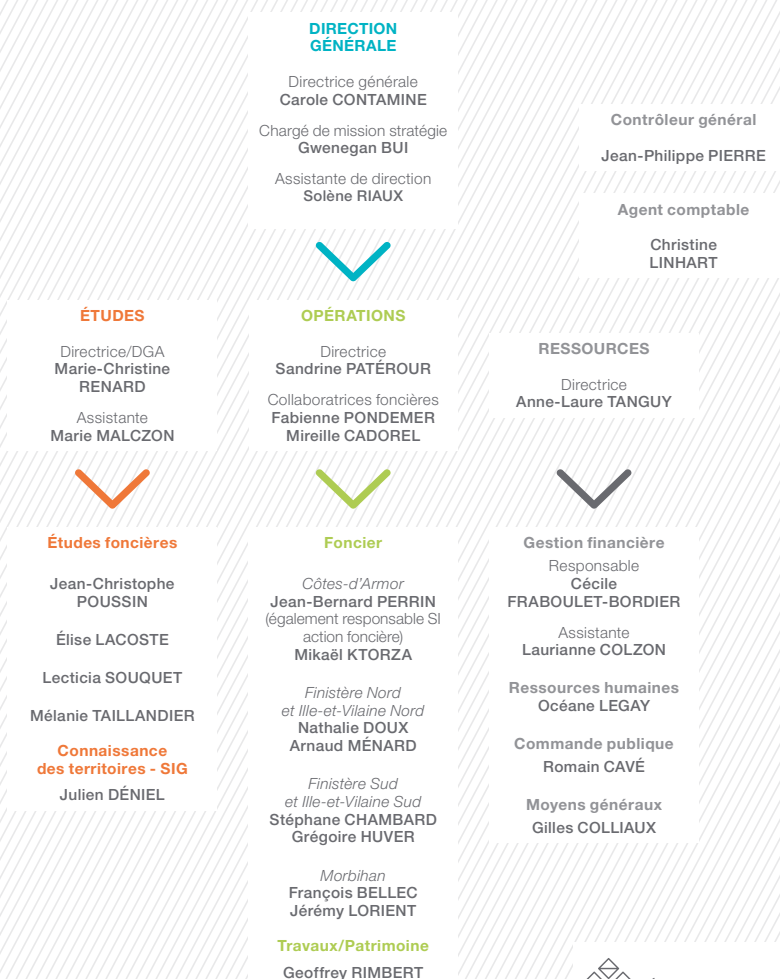 DIRECTION
GÉNÉRALE
Directrice générale
Carole CONTAMINE
Chargé de mission stratégie
Gwenegan BUI
Assistante de direction
Solène RIAUX
Contrôleur général
Jean-Philippe PIERRE
Agent comptable
Christine
LINHART
ÉTUDES
Directrice/DGA
Marie-Christine
RENARD
Assistante
Marie MALCZON
OPÉRATIONS
Directrice
Sandrine PATÉROUR
Collaboratrices foncières
Fabienne PONDEMER
Mireille CADOREL
RESSOURCES
Directrice
Anne-Laure TANGUY
Études foncières
Jean-Christophe
POUSSIN
Élise LACOSTE
Lecticia SOUQUET
Mélanie TAILLANDIER
Connaissance
des territoires - SIG
Julien DÉNIEL
Foncier
Côtes-d'Armor
Jean-Bernard PERRIN
(également responsable SI
action foncière)
Mikaël KTORZA
Finistère Nord
et Ille-et-Vilaine Nord
Nathalie DOUX
Arnaud MÉNARD
Finistère Sud
et Ille-et-Vilaine Sud
Stéphane CHAMBARD
Grégoire HUVER
Morbihan
François BELLEC
Jérémy LORIENT
Travaux/Patrimoine
Geoffrey RIMBERT
Gestion financière
Responsable
Cécile
FRABOULET-BORDIER
Assistante
Laurianne COLZON
Ressources humaines
Océane LEGAY
Commande publique
Romain CAVÉ
Moyens généraux
Gilles COLLIAUX